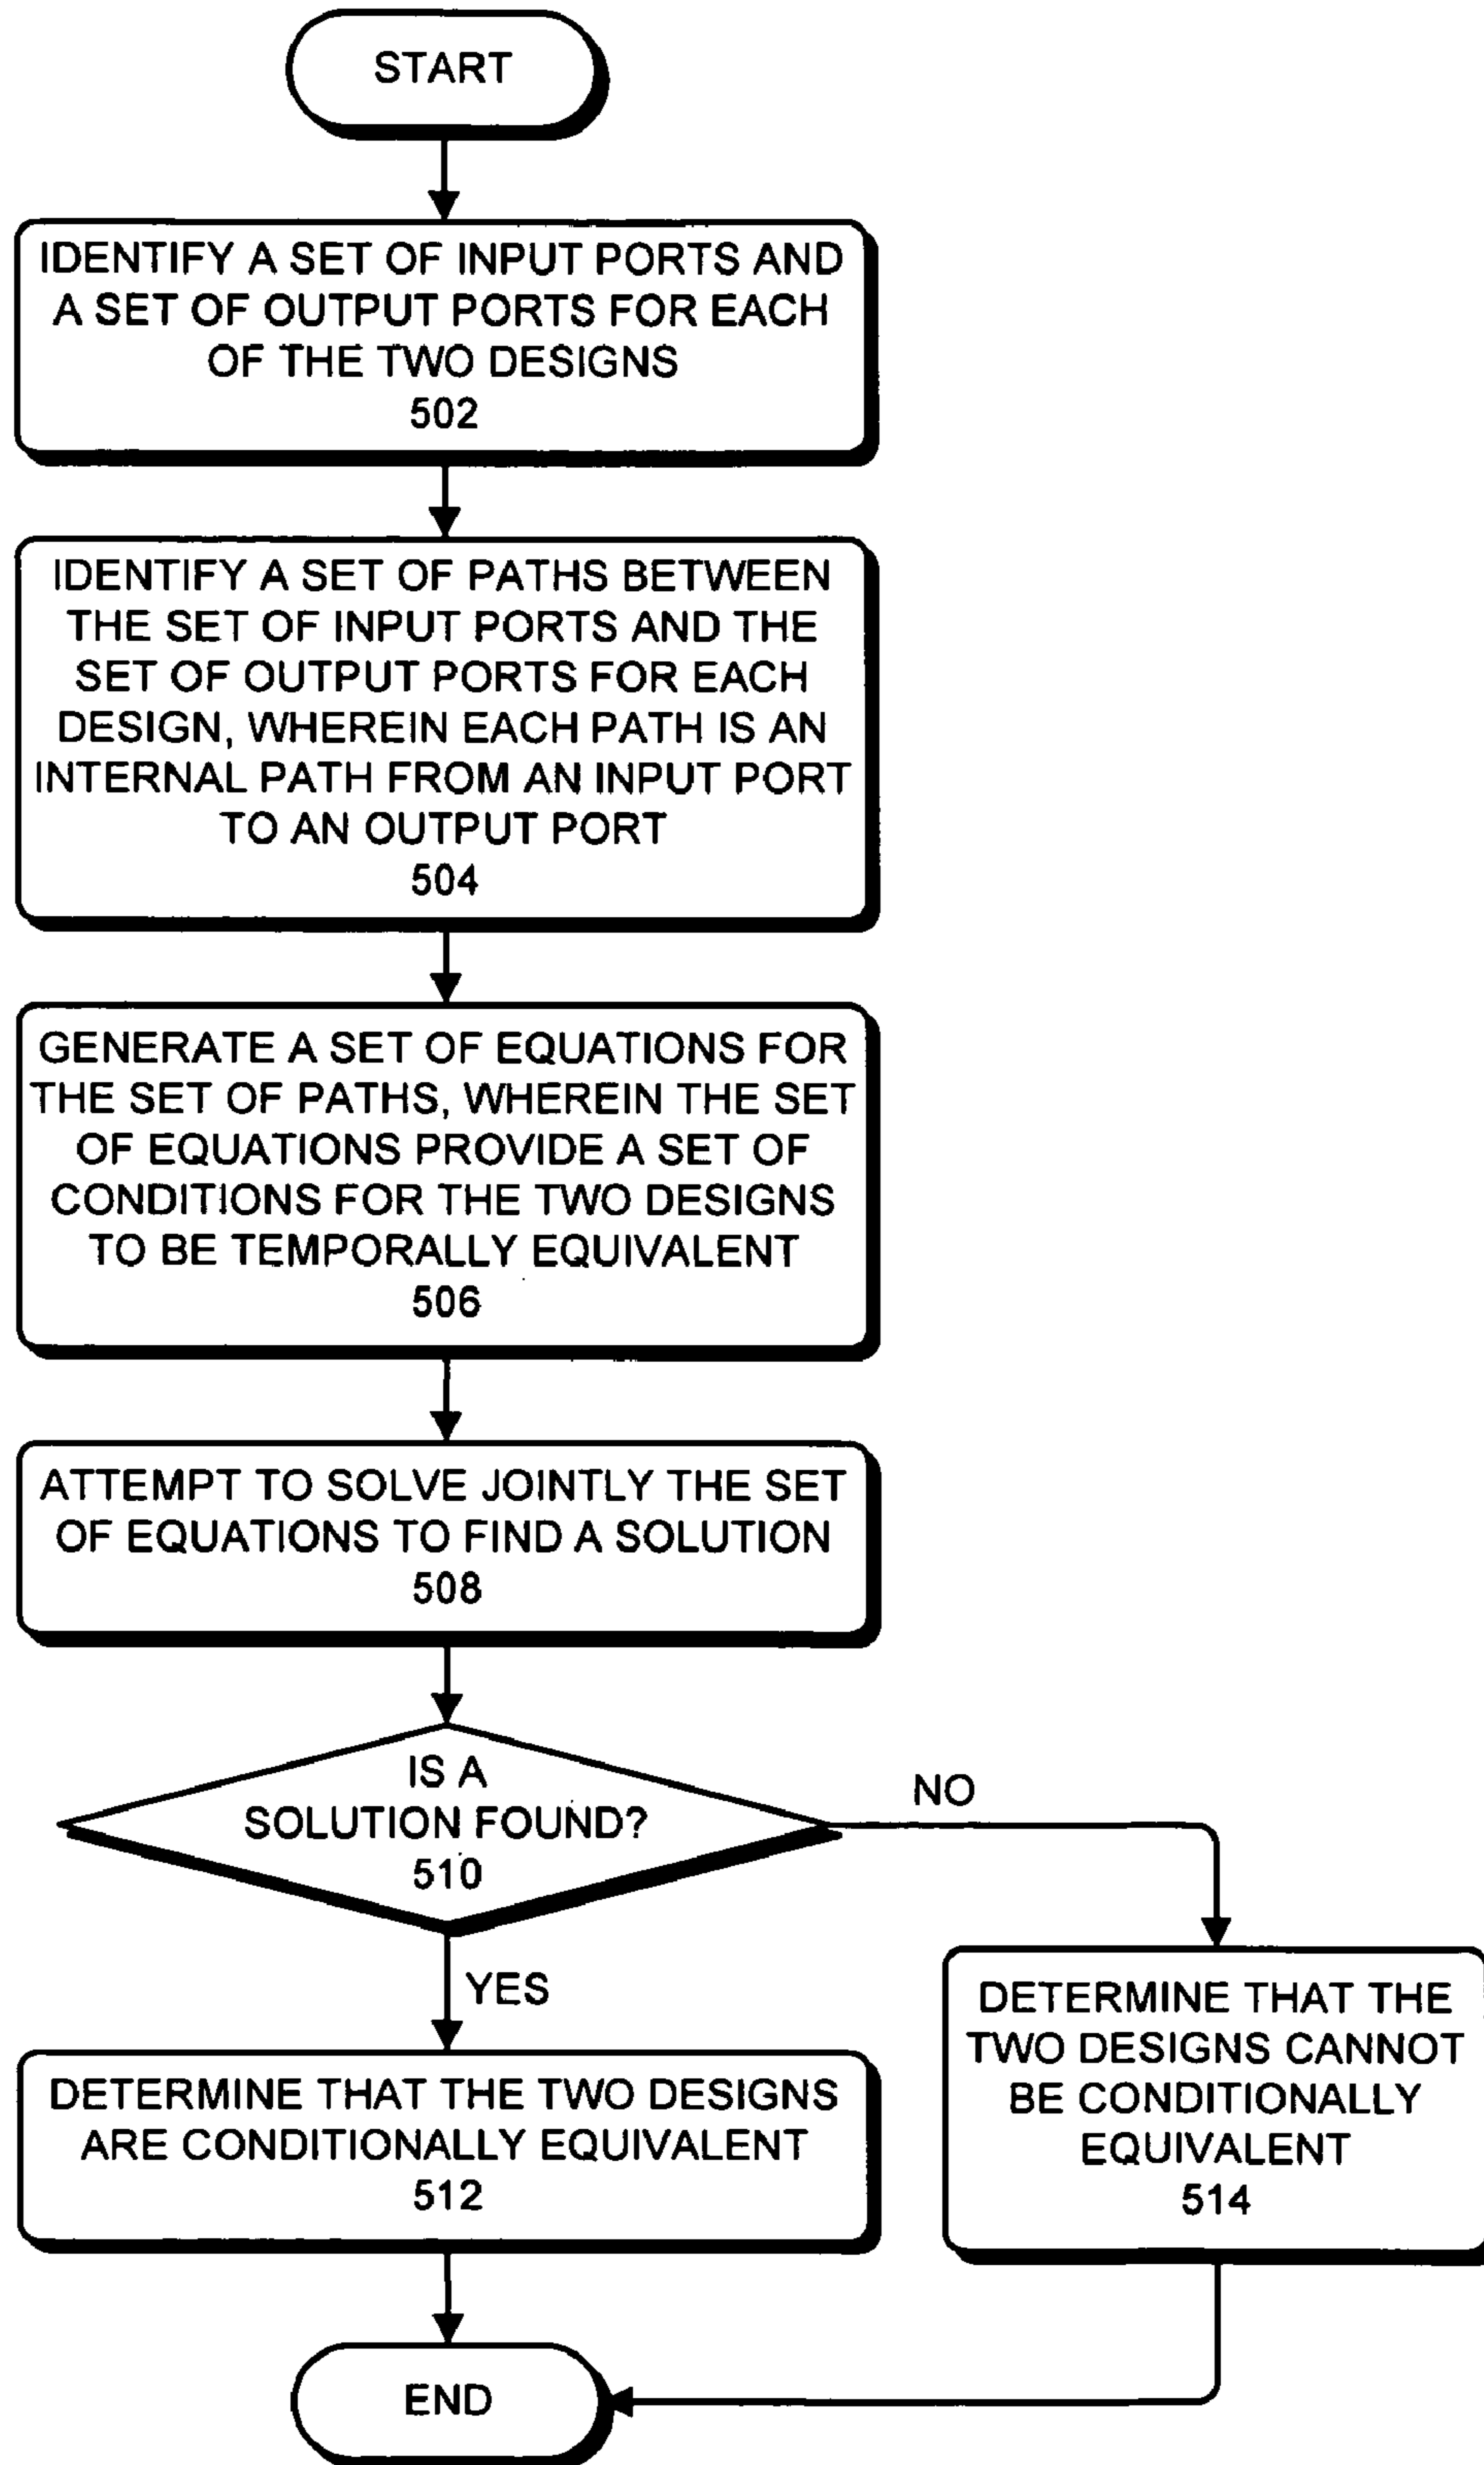 START
IDENTIFY A SET OF INPUT PORTS AND
A SET OF OUTPUT PORTS FOR EACH
OF THE TWO DESIGNS
502
IDENTIFY A SET OF PATHS BETWEEN
THE SET OF INPUT PORTS AND THE
SET OF OUTPUT PORTS FOR EACH
DESIGN, WHEREIN EACH PATH IS AN
INTERNAL PATH FROM AN INPUT PORT
TO AN OUTPUT PORT
504
GENERATE A SET OF EQUATIONS FOR
THE SET OF PATHS, WHEREIN THE SET
OF EQUATIONS PROVIDE A SET OF
CONDITIONS FOR THE TWO DESIGNS
TO BE TEMPORALLY EQUIVALENT
506
ATTEMPT TO SOLVE JOINTLY THE SET
OF EQUATIONS TO FIND A SOLUTION
508
IS A
SOLUTION FOUND?
510
NO
YES
DETERMINE THAT THE TWO DESIGNS
ARE CONDITIONALLY EQUIVALENT
512
DETERMINE THAT THE
TWO DESIGNS CANNOT
BE CONDITIONALLY
EQUIVALENT
514
END